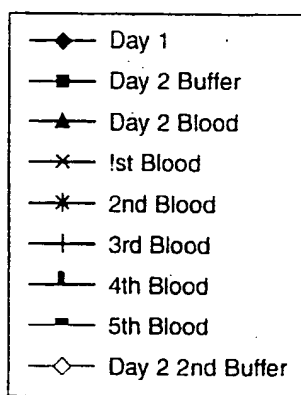 Day 1
Day 2 Buffer
Day 2 Blood
!st Blood
2nd Blood
3rd Blood
4th Blood
5th Blood
Day 2 2nd Buffer